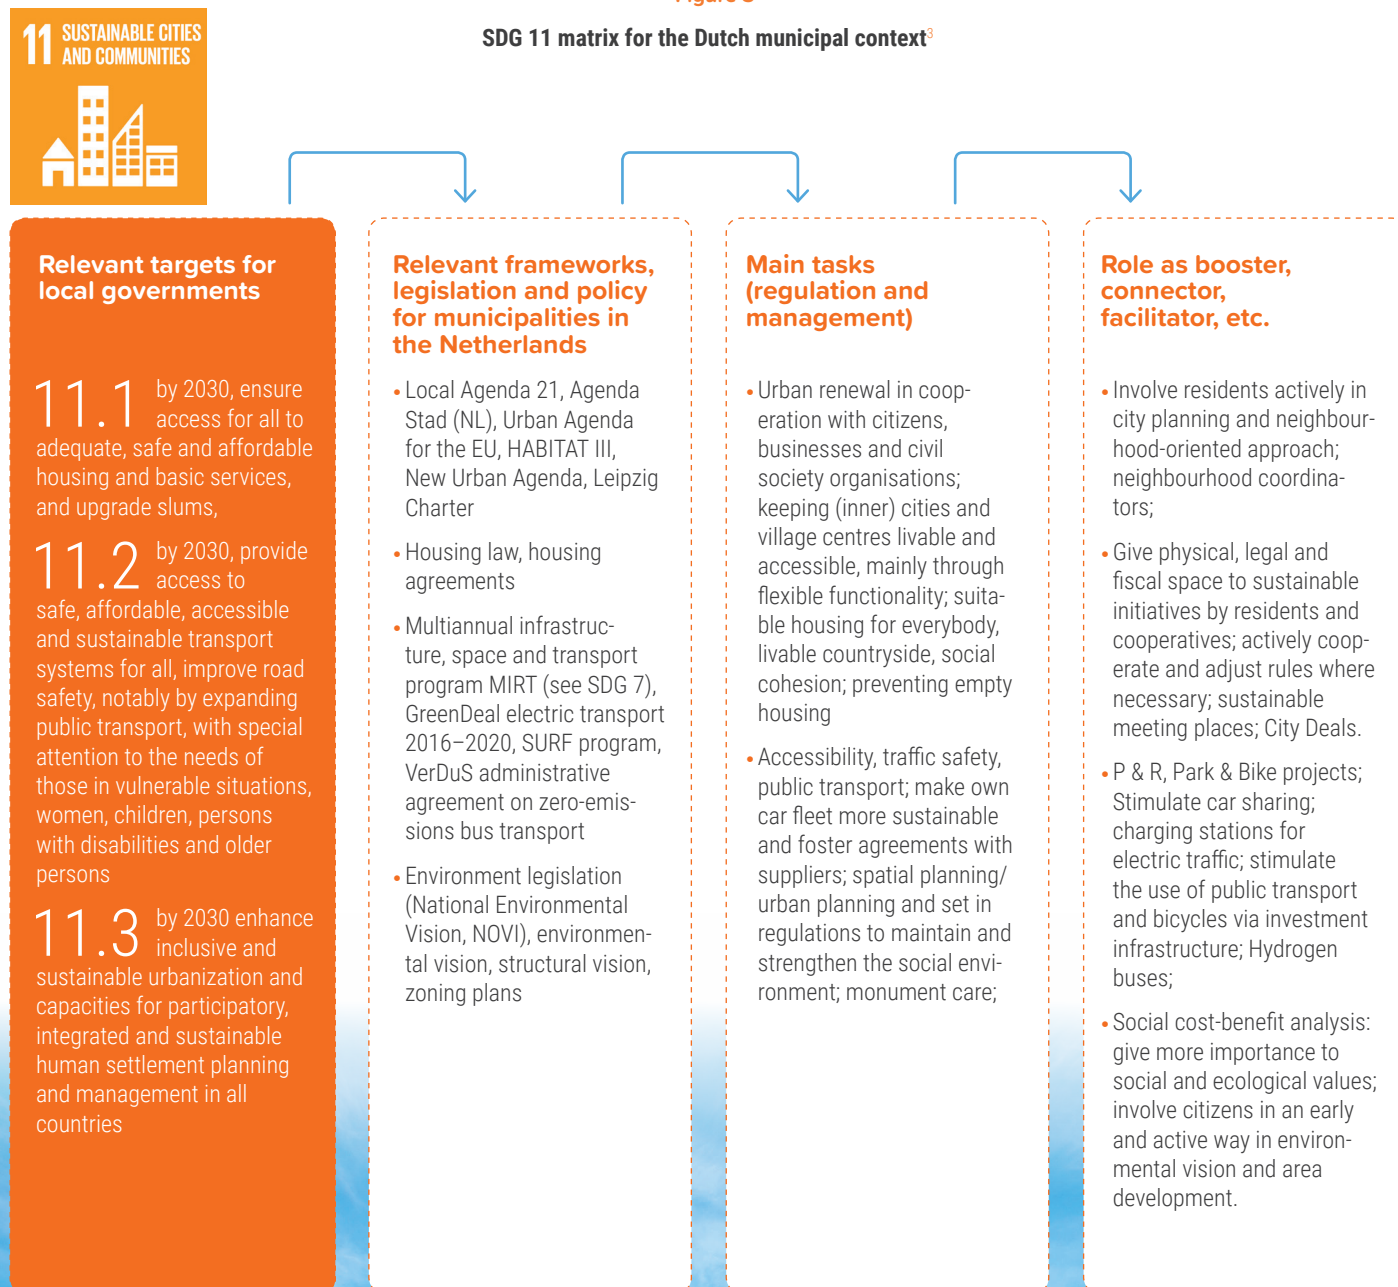 11 SUSTAINABLE CITIES
AND COMMUNITIES
SDG 11 matrix for the Dutch municipal context3
Relevant targets for
local governments
11.1 by 2030, ensure
access for all to
adequate, safe and affordable
housing and basic services,
and upgrade slums,
11.2 by 2030, provide
access to
safe, affordable, accessible
and sustainable transport
systems for all, improve road
safety, notably by expanding
public transport, with special
attention to the needs of
those in vulnerable situations,
women, children, persons
with disabilities and older
persons
11.3 by 2030 enhance
inclusive and
sustainable urbanization and
capacities for participatory,
integrated and sustainable
human settlement planning
and management in all
countries
Relevant frameworks,
legislation and policy
for municipalities in
the Netherlands
• Local Agenda 21, Agenda
Stad (NL), Urban Agenda
for the EU, HABITAT III,
New Urban Agenda, Leipzig
Charter
• Housing law, housing
agreements
• Multiannual infrastruc-
ture, space and transport
program MIRT (see SDG 7),
GreenDeal electric transport
2016–2020, SURF program,
VerDuS administrative
agreement on zero-emis-
sions bus transport
• Environment legislation
(National Environmental
Vision, NOVI), environmen-
tal vision, structural vision,
zoning plans
Main tasks
(regulation and
management)
• Urban renewal in coop-
eration with citizens,
businesses and civil
society organisations;
keeping (inner) cities and
village centres livable and
accessible, mainly through
flexible functionality; suita-
ble housing for everybody,
livable countryside, social
cohesion; preventing empty
housing
• Accessibility, traffic safety,
public transport; make own
car fleet more sustainable
and foster agreements with
suppliers; spatial planning/
urban planning and set in
regulations to maintain and
strengthen the social envi-
ronment; monument care;
Role as booster,
connector,
facilitator, etc.
• Involve residents actively in
city planning and neighbour-
hood-oriented approach;
neighbourhood coordina-
tors;
• Give physical, legal and
fiscal space to sustainable
initiatives by residents and
cooperatives; actively coop-
erate and adjust rules where
necessary; sustainable
meeting places; City Deals.
• P & R, Park & Bike projects;
Stimulate car sharing;
charging stations for
electric traffic; stimulate
the use of public transport
and bicycles via investment
infrastructure; Hydrogen
buses;
• Social cost-benefit analysis:
give more importance to
social and ecological values;
involve citizens in an early
and active way in environ-
mental vision and area
development.